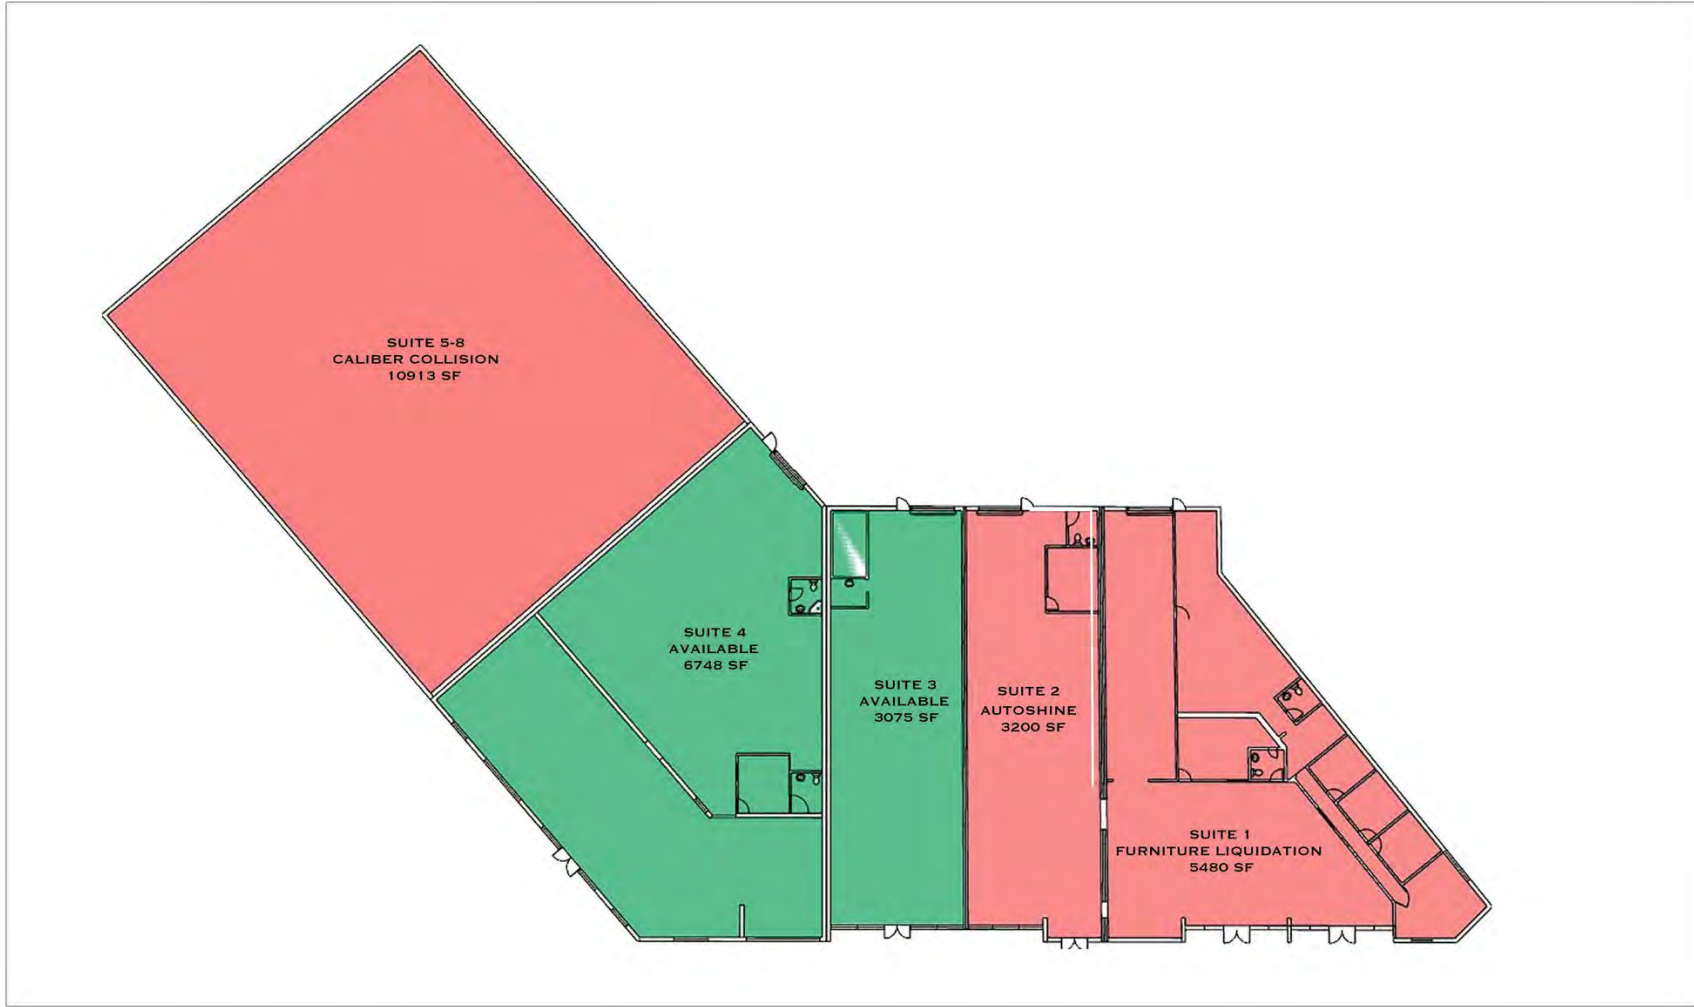 SUITE 5-8
CALIBER COLLISION
10913 SF
SUITE 4
AVAILABLE
6748 SF
SUITE 3
AVAILABLE
3075 SF
SUITE 2
AUTOSHINE
3200 SF
SUITE 1
FURNITURE LIQUIDATION
5480 SF